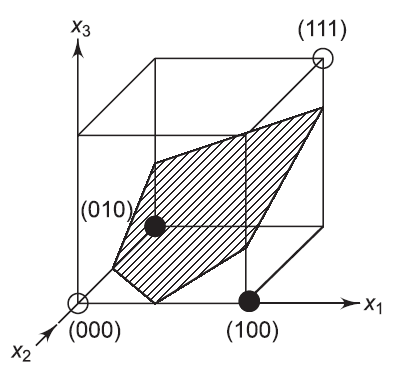 x3
(111)
(010)
(000)
(100)
x1
x2